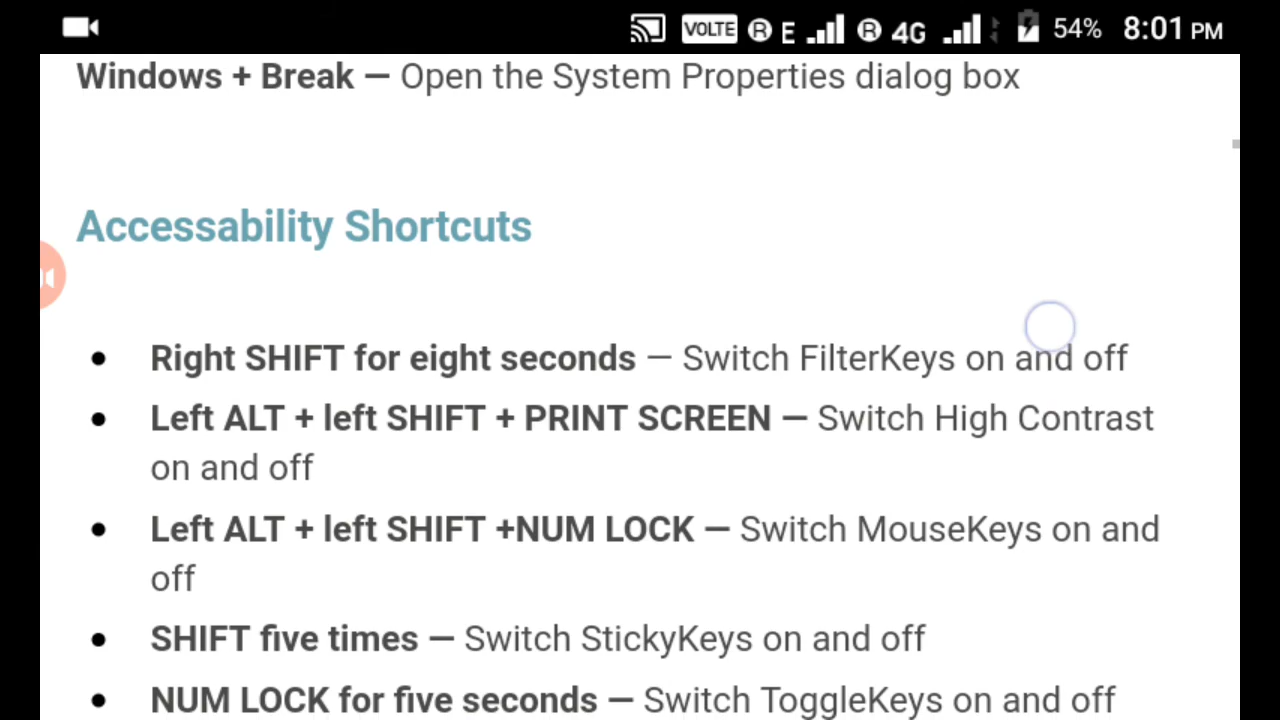 VOLTE R E R 4G 54% 8:01 PM
Windows + Break — Open the System Properties dialog box
Accessability Shortcuts
Right SHIFT for eight seconds — Switch FilterKeys on and off
Left ALT + left SHIFT + PRINT SCREEN — Switch High Contrast
on and off
Left ALT + left SHIFT +NUM LOCK — Switch MouseKeys on and
off
SHIFT five times — Switch StickyKeys on and off
NUM LOCK for five seconds — Switch ToggleKeys on and off